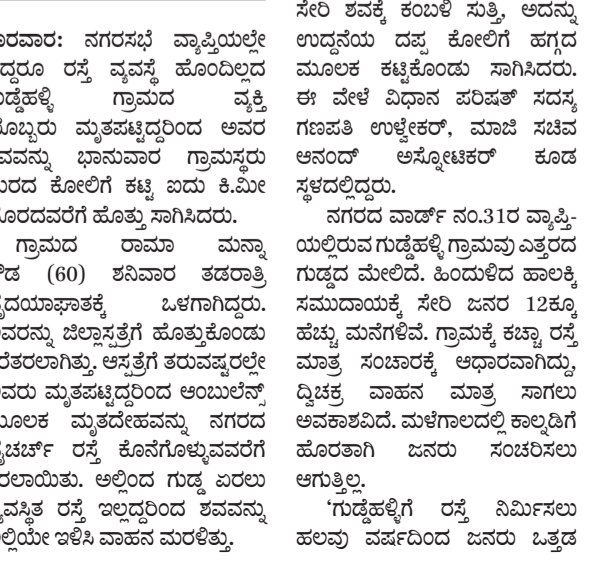 ಾರವಾರ: ನಗರಸಭೆ ವ್ಯಾಪ್ತಿಯಲ್ಲೇ
ದ್ದರೂ ರಸ್ತೆ ವ್ಯವಸ್ಥೆ ಹೊಂದಿಲ್ಲದ
ುಡ್ಡೆಹಳ್ಳಿ ಗ್ರಾಮದ ವ್ಯಕ್ತಿ
ೊಬ್ಬರು ಮೃತಪಟ್ಟಿದ್ದರಿಂದ ಅವರ
ವವನ್ನು ಭಾನುವಾರ ಗ್ರಾಮಸ್ಥರು
ುರದ ಕೋಲಿಗೆ ಕಟ್ಟಿ ಐದು ಕಿ.ಮೀ
ೂರದವರೆಗೆ ಹೊತ್ತು ಸಾಗಿಸಿದರು.
ಗ್ರಾಮದ ರಾಮಾ ಮನ್ನಾ
ೌಡ (60) ಶನಿವಾರ ತಡರಾತ್ರಿ
ೃದಯಾಘಾತಕ್ಕೆ ಒಳಗಾಗಿದ್ದರು.
ವರನ್ನು ಜಿಲ್ಲಾಸ್ಪತ್ರೆಗೆ ಹೊತ್ತುಕೊಂಡು
ರೆತರಲಾಗಿತ್ತು. ಆಸ್ಪತ್ರೆಗೆ ತರುವಷ್ಟರಲ್ಲೇ
ವರು ಮೃತಪಟ್ಟಿದ್ದರಿಂದ ಆಂಬುಲೆನ್ಸ್
ೂಲಕ ಮೃತದೇಹವನ್ನು ನಗರದ
ೈಚರ್ಚ್ ರಸ್ತೆ ಕೊನೆಗೊಳ್ಳುವವರೆಗೆ
ರಲಾಯಿತು. ಅಲ್ಲಿಂದ ಗುಡ್ಡ ಏರಲು
್ಯವಸ್ಥಿತ ರಸ್ತೆ ಇಲ್ಲದ್ದರಿಂದ ಶವವನ್ನು
ಲ್ಲಿಯೇ ಇಳಿಸಿ ವಾಹನ ಮರಳಿತ್ತು.
ಸೇರಿ ಶವಕ್ಕೆ ಕಂಬಳಿ ಸುತ್ತಿ, ಅದನ್ನು
ಉದ್ದನೆಯ ದಪ್ಪ ಕೋಲಿಗೆ ಹಗ್ಗದ
ಮೂಲಕ ಕಟ್ಟಿಕೊಂಡು ಸಾಗಿಸಿದರು.
ಈ ವೇಳೆ ವಿಧಾನ ಪರಿಷತ್ ಸದಸ್ಯ
ಗಣಪತಿ ಉಳ್ವೇಕರ್, ಮಾಜಿ ಸಚಿವ
ಆನಂದ್ ಅಸ್ನೋಟಿಕರ್ ಕೂಡ
ಸ್ಥಳದಲ್ಲಿದ್ದರು.
ನಗರದ ವಾರ್ಡ್ ನಂ.31ರ ವ್ಯಾಪ್ತಿ-
ಯಲ್ಲಿರುವ ಗುಡ್ಡೆಹಳ್ಳಿ ಗ್ರಾಮವು ಎತ್ತರದ
ಗುಡ್ಡದ ಮೇಲಿದೆ. ಹಿಂದುಳಿದ ಹಾಲಕ್ಕಿ
ಸಮುದಾಯಕ್ಕೆ ಸೇರಿ ಜನರ 12ಕ್ಕೂ
ಹೆಚ್ಚು ಮನೆಗಳಿವೆ. ಗ್ರಾಮಕ್ಕೆ ಕಚ್ಚಾ ರಸ್ತೆ
ಮಾತ್ರ ಸಂಚಾರಕ್ಕೆ ಆಧಾರವಾಗಿದ್ದು,
ದ್ವಿಚಕ್ರ ವಾಹನ ಮಾತ್ರ ಸಾಗಲು
ಅವಕಾಶವಿದೆ. ಮಳೆಗಾಲದಲ್ಲಿ ಕಾಲ್ನಡಿಗೆ
ಹೊರತಾಗಿ ಜನರು ಸಂಚರಿಸಲು
ಆಗುತ್ತಿಲ್ಲ.
‘ಗುಡ್ಡೆಹಳ್ಳಿಗೆ ರಸ್ತೆ ನಿರ್ಮಿಸಲು
ಹಲವು ವರ್ಷದಿಂದ ಜನರು ಒತ್ತಡ